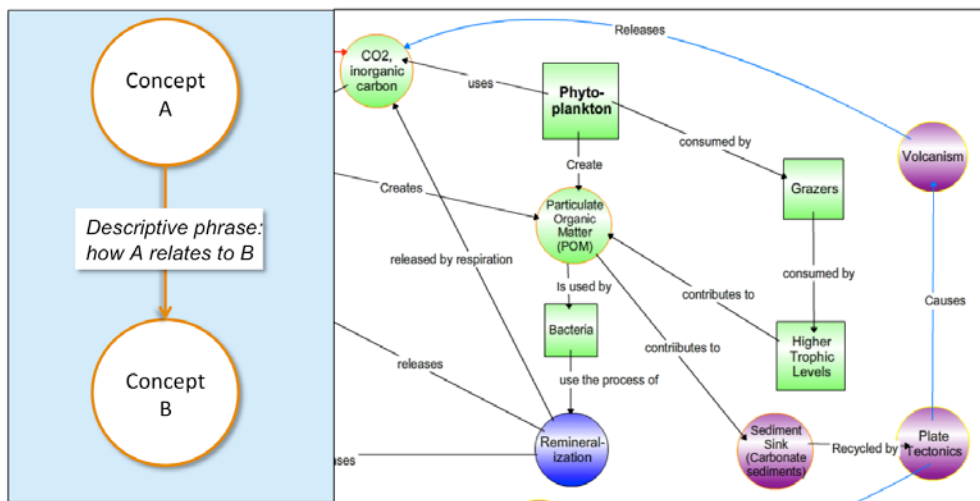 Concept
A
Descriptive phrase:
how A relates to B
Concept
B
Releases
CO2,
inorganic
carbon
uses
Phyto-
plankton
consumed by
Volcanism
Create
Grazers
Creates
Particulate
Organic
Matter
(POM)
released by respiration
Is used by
consumed by
contributes to
Causes
Bacteria
contriibutes to
Higher
Trophic
Levels
releases
use the process of
Remineral-
ization
Sediment
Sink
(Carbonate
sediments)
Recycled by
Plate
Tectonics